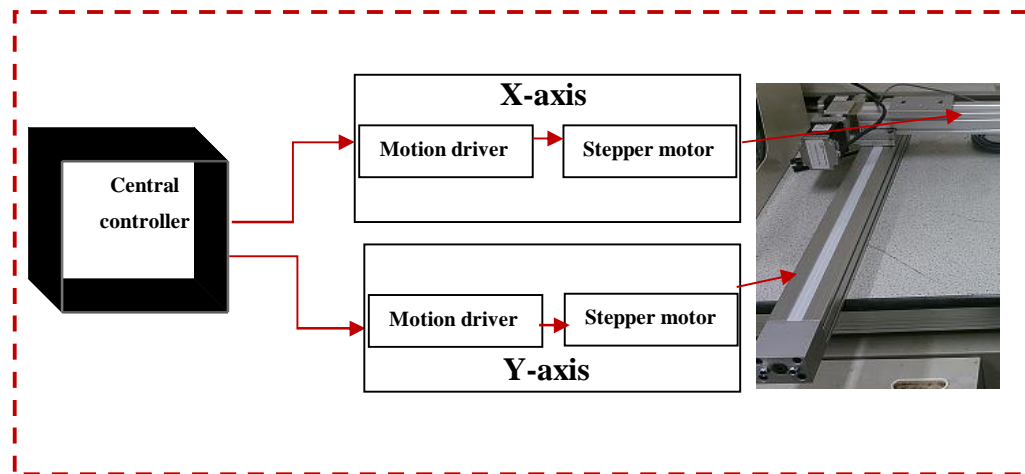 X-axis
Motion driver
Stepper motor
Central
controller
Motion driver
Stepper motor
Y-axis